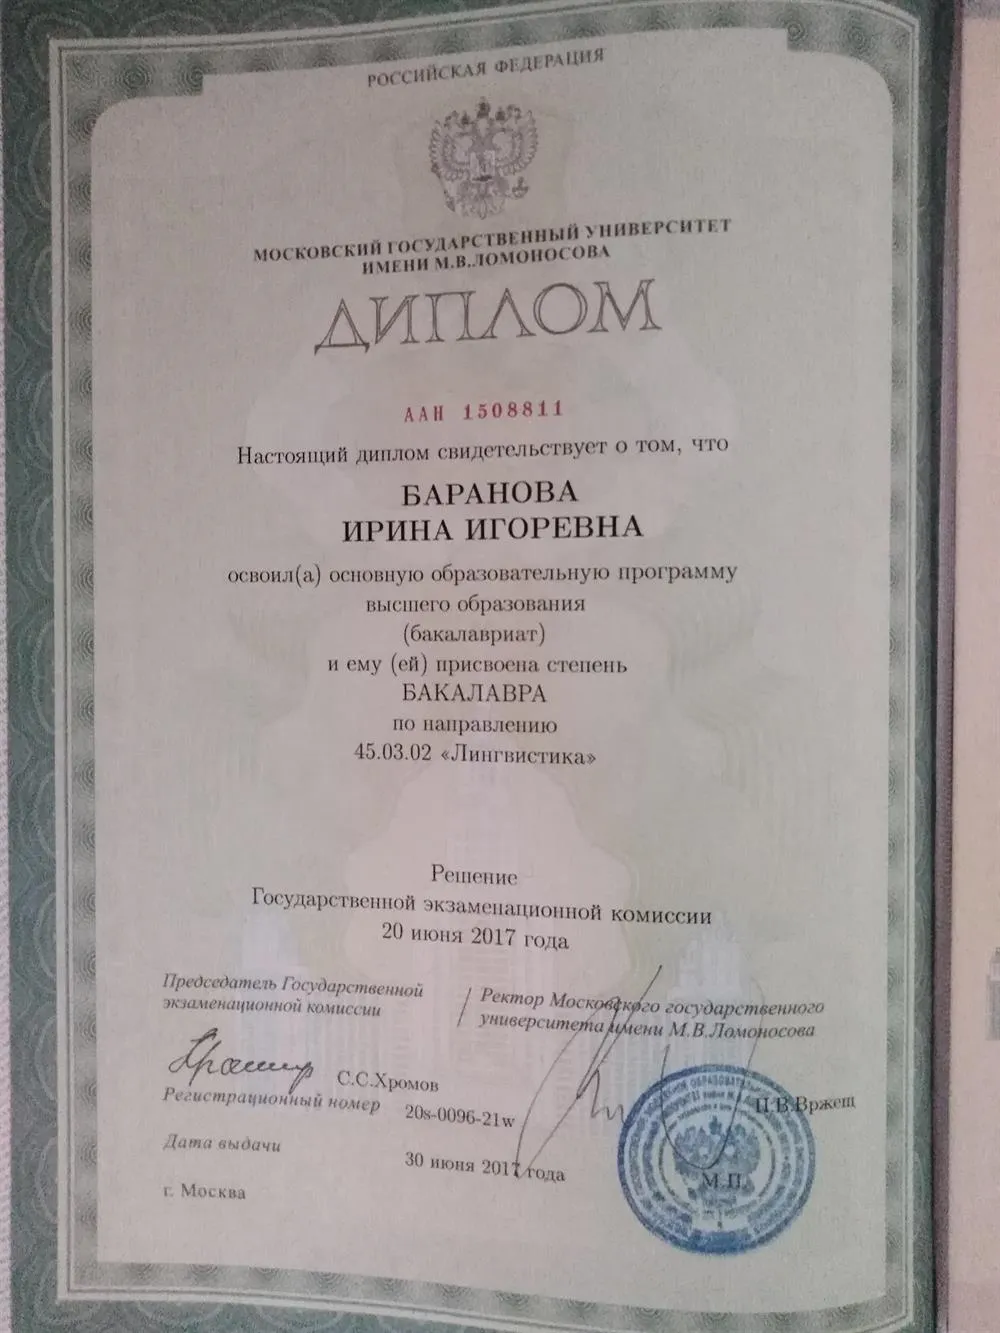 РОССИЙСКАЯ ФЕДЕРАЦИЯ
МОСКОВСКИЙ ГОСУДАРСТВЕННЫЙ УНИВЕРСИТЕТ
ИМЕНИ М.В.ЛОМОНОСОВА
ДИПЛОМ
ААН 1508811
Настоящий диплом свидетельствует о том, что
БАРАНОВА
ИРИНА ИГОРЕВНА
освоил(а) основную образовательную программу
высшего образования
(бакалавриат)
и ему (ей) присвоена степень
БАКАЛАВРА
по направлению
45.03.02 «Лингвистика»
Решение
Государственной экзаменационной комиссии
20 июня 2017 года
Председатель Государственной
экзаменационной комиссии
Ректор Московского государственного
университета имени М.В.Ломоносова
С.С.Хромов
П.В.Вржещ
Регистрационный номер 20s-0096-21w
М.П.
Дата выдачи 30 июня 2017 года
г. Москва